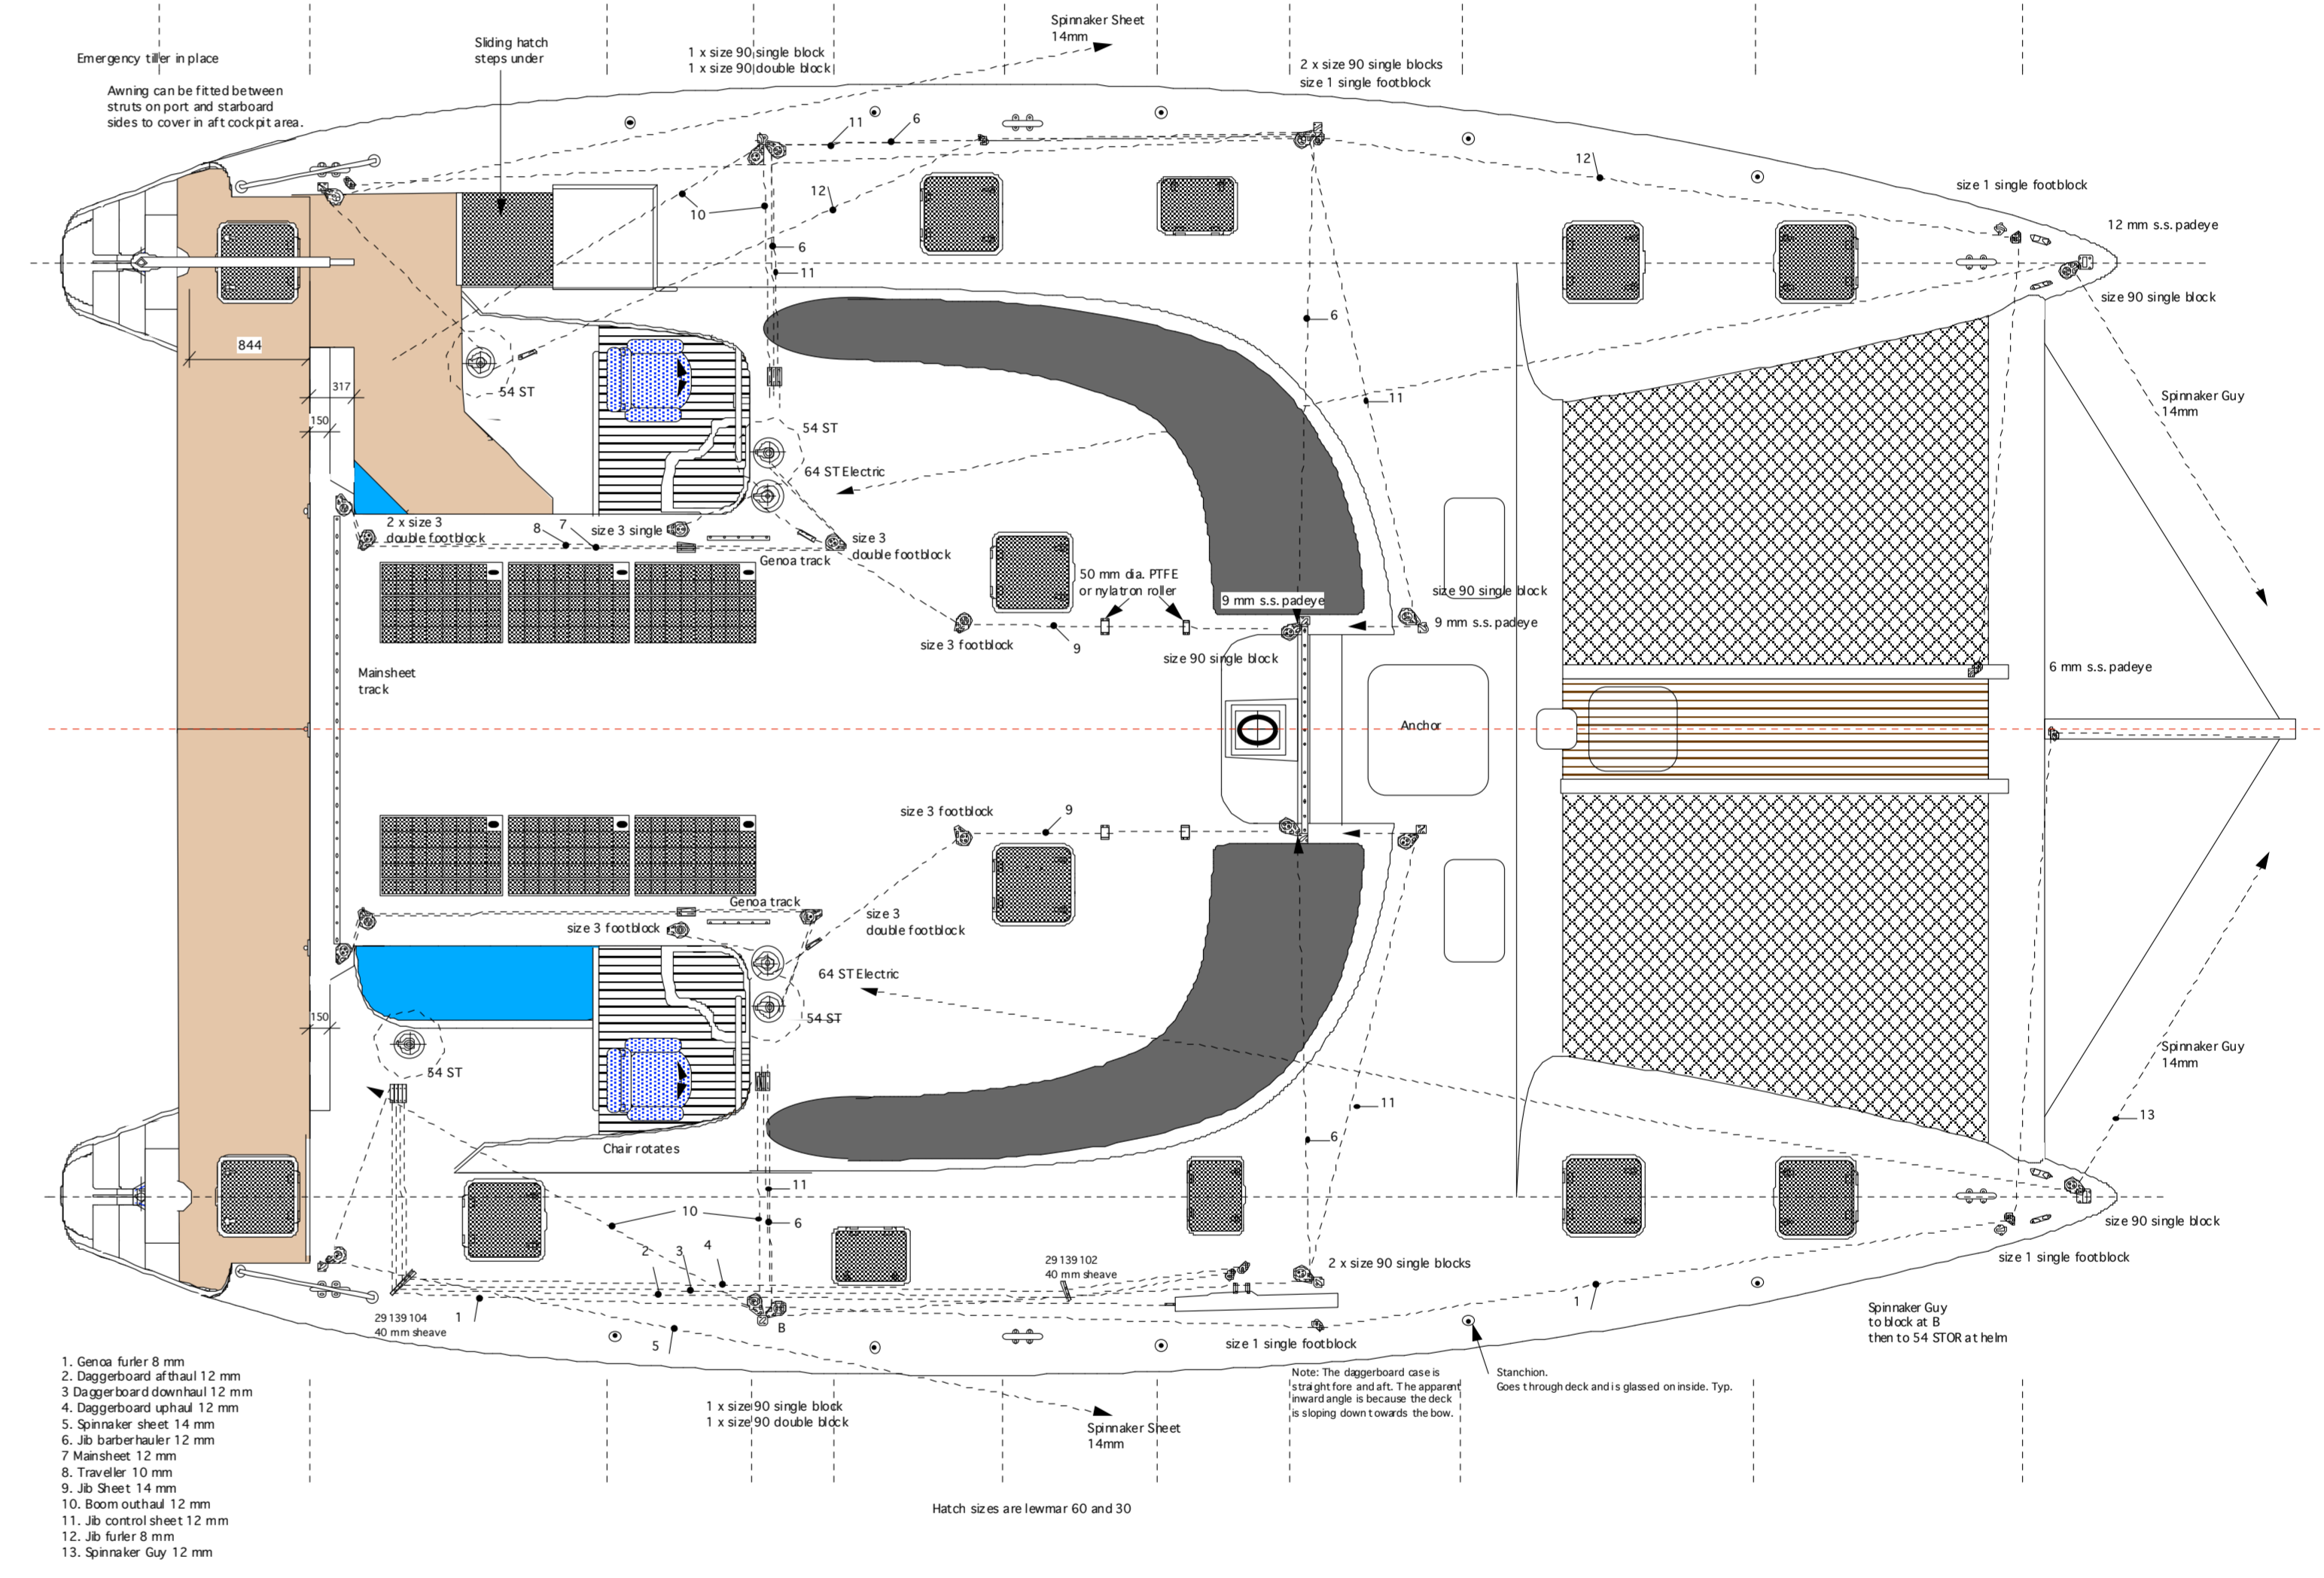 Spinnaker Sheet
14mm
Sliding hatch
steps under
1 x size 90 single block
1 x size 90 double block
Emergency tiller in place
2 x size 90 single blocks
size 1 single footblock
Awning can be fitted between
struts on port and starboard
sides to cover in aft cockpit area.
11
6
12
12
size 1 single footblock
10
12 mm s.s. padeye
6
11
size 90 single block
6
844
317
54 ST
11
Spinnaker Guy
14mm
150
54 ST
64 ST Electric
2 x size 3
double footblock
8
7
size 3 single
size 3
double footblock
Genoa track
50 mm dia. PTFE
or nylatron roller
9 mm s.s. padeye
size 90 single block
9 mm s.s. padeye
size 3 footblock
9
size 90 single block
Mainsheet
track
6 mm s.s. padeye
Anchor
size 3 footblock
9
Genoa track
size 3 footblock
size 3
double footblock
64 ST Electric
150
54 ST
54 ST
Spinnaker Guy
14mm
11
13
6
Chair rotates
11
10
6
size 90 single block
2
3
4
29 139 102
40 mm sheave
2 x size 90 single blocks
size 1 single footblock
29 139 104
40 mm sheave
1
5
B
1
size 1 single footblock
Spinnaker Guy
to block at B
then to 54 STOR at helm
Note: The daggerboard case is
straight fore and aft. The apparent
inward angle is because the deck
is sloping down towards the bow.
Stanchion.
Goes through deck and is glassed on inside. Typ.
1 x size 90 single block
1 x size 90 double block
Spinnaker Sheet
14mm
1. Genoa furler 8 mm
2. Daggerboard afthaul 12 mm
3 Daggerboard downhaul 12 mm
4. Daggerboard uphaul 12 mm
5. Spinnaker sheet 14 mm
6. Jib barberhauler 12 mm
7 Mainsheet 12 mm
8. Traveller 10 mm
9. Jib Sheet 14 mm
10. Boom outhaul 12 mm
11. Jib control sheet 12 mm
12. Jib furler 8 mm
13. Spinnaker Guy 12 mm
Hatch sizes are lewmar 60 and 30